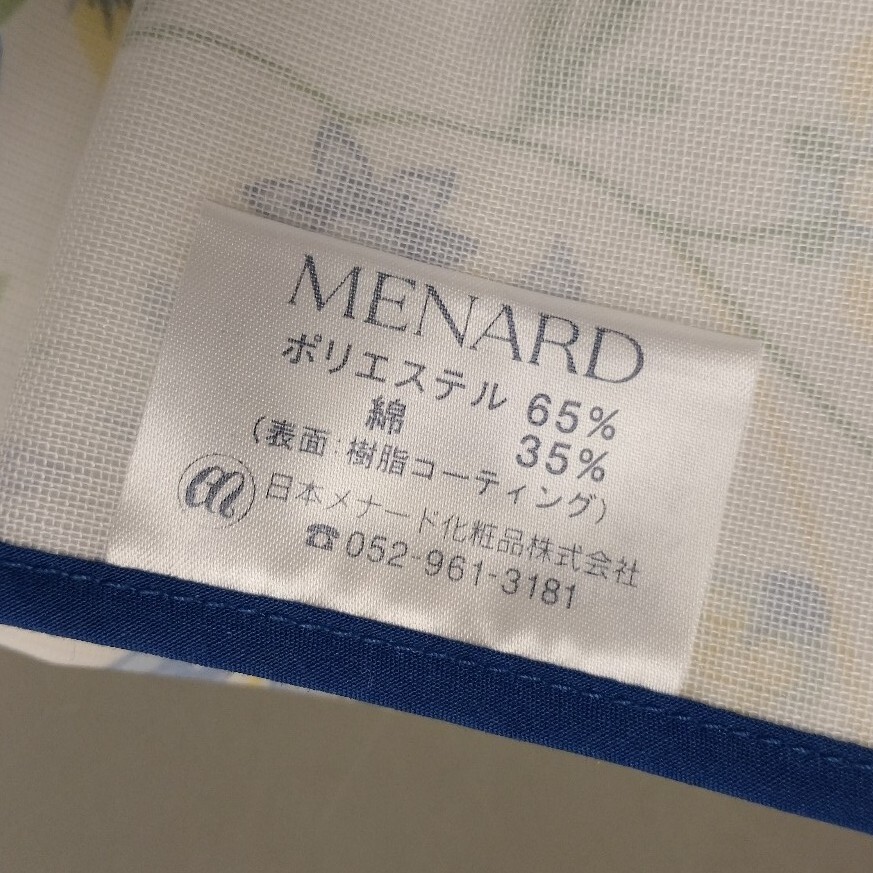 MENARD
ポリエステル 65%
綿 35%
(表面:樹脂コーティング)
日本メナード化粧品株式会社
☎052-961-3181